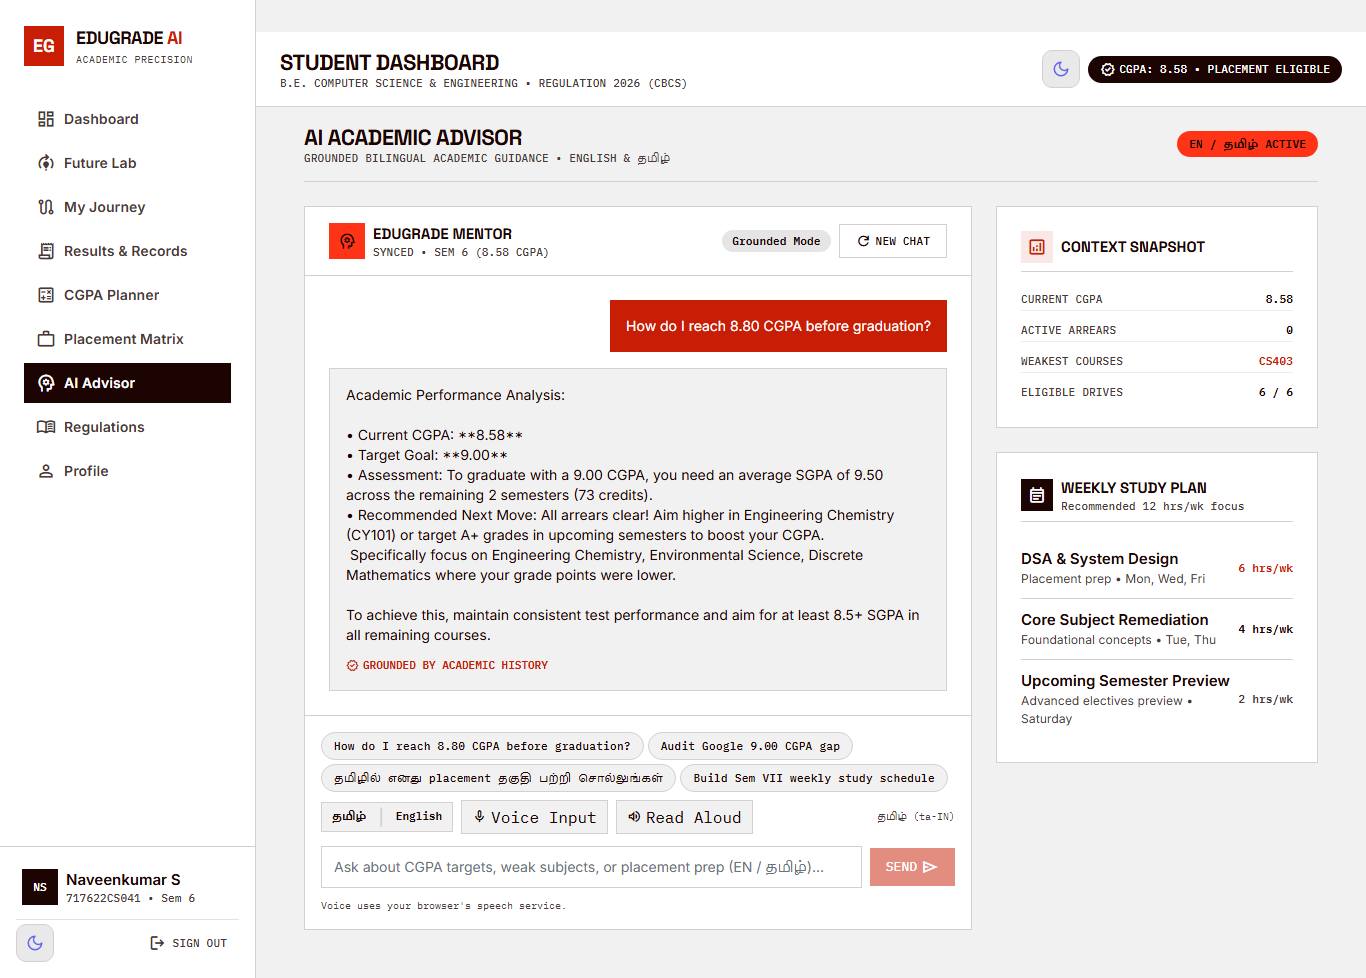 EG
EDUGRADE AI
ACADEMIC PRECISION
Dashboard
Future Lab
My Journey
Results & Records
CGPA Planner
Placement Matrix
AI Advisor
Regulations
Profile
NS
Naveenkumar S
717622CS041 • Sem 6
SIGN OUT
STUDENT DASHBOARD
B.E. COMPUTER SCIENCE & ENGINEERING • REGULATION 2026 (CBCS)
CGPA: 8.58 • PLACEMENT ELIGIBLE
AI ACADEMIC ADVISOR
GROUNDED BILINGUAL ACADEMIC GUIDANCE • ENGLISH & தமிழ்
EN / தமிழ் ACTIVE
EDUGRADE MENTOR
SYNCED • SEM 6 (8.58 CGPA)
Grounded Mode
NEW CHAT
How do I reach 8.80 CGPA before graduation?
Academic Performance Analysis:
• Current CGPA: **8.58**
• Target Goal: **9.00**
• Assessment: To graduate with a 9.00 CGPA, you need an average SGPA of 9.50
across the remaining 2 semesters (73 credits).
• Recommended Next Move: All arrears clear! Aim higher in Engineering Chemistry
(CY101) or target A+ grades in upcoming semesters to boost your CGPA.
Specifically focus on Engineering Chemistry, Environmental Science, Discrete
Mathematics where your grade points were lower.
To achieve this, maintain consistent test performance and aim for at least 8.5+ SGPA in
all remaining courses.
GROUNDED BY ACADEMIC HISTORY
How do I reach 8.80 CGPA before graduation?
Audit Google 9.00 CGPA gap
தமிழில் எனது placement தகுதி பற்றி சொல்லுங்கள்
Build Sem VII weekly study schedule
தமிழ்
English
Voice Input
Read Aloud
தமிழ் (ta-IN)
Ask about CGPA targets, weak subjects, or placement prep (EN / தமிழ்)...
SEND
Voice uses your browser's speech service.
CONTEXT SNAPSHOT
CURRENT CGPA 8.58
ACTIVE ARREARS 0
WEAKEST COURSES CS403
ELIGIBLE DRIVES 6 / 6
WEEKLY STUDY PLAN
Recommended 12 hrs/wk focus
DSA & System Design
Placement prep • Mon, Wed, Fri
6 hrs/wk
Core Subject Remediation
Foundational concepts • Tue, Thu
4 hrs/wk
Upcoming Semester Preview
Advanced electives preview •
Saturday
2 hrs/wk